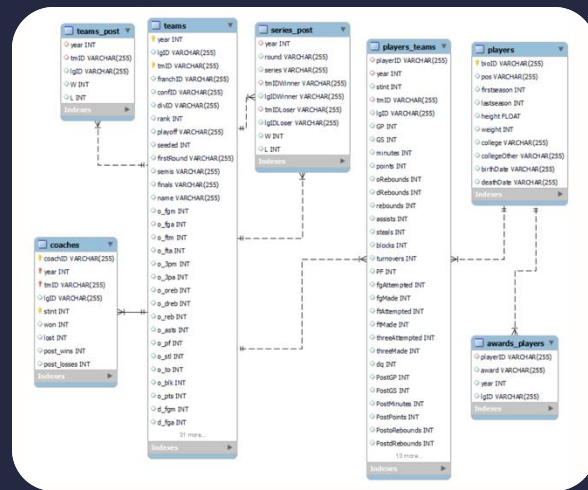 teams_post
year INT
tmID VARCHAR(255)
lgID VARCHAR(255)
W INT
L INT
Indexes
teams
year INT
lgID VARCHAR(255)
tmID VARCHAR(255)
franchID VARCHAR(255)
confID VARCHAR(255)
divID VARCHAR(255)
rank INT
playoff VARCHAR(255)
seeded INT
firstRound VARCHAR(255)
semis VARCHAR(255)
finals VARCHAR(255)
name VARCHAR(255)
o_fgm INT
o_fga INT
o_ftm INT
o_fta INT
o_3pm INT
o_3pa INT
o_oreb INT
o_dreb INT
o_reb INT
o_asts INT
o_pf INT
o_stl INT
o_to INT
o_blk INT
o_pts INT
d_fgm INT
d_fga INT
31 more...
Indexes
series_post
year INT
round VARCHAR(255)
series VARCHAR(255)
tmIDWinner VARCHAR(255)
lgIDWinner VARCHAR(255)
tmIDLoser VARCHAR(255)
lgIDLoser VARCHAR(255)
W INT
L INT
Indexes
players_teams
playerID VARCHAR(255)
year INT
stint INT
tmID VARCHAR(255)
lgID VARCHAR(255)
GP INT
GS INT
minutes INT
points INT
oRebounds INT
dRebounds INT
rebounds INT
assists INT
steals INT
blocks INT
turnovers INT
PF INT
fgAttempted INT
fgMade INT
ftAttempted INT
ftMade INT
threeAttempted INT
threeMade INT
dq INT
PostGP INT
PostGS INT
PostMinutes INT
PostPoints INT
PostoRebounds INT
PostdRebounds INT
13 more...
Indexes
players
bioID VARCHAR(255)
pos VARCHAR(255)
firstseason INT
lastseason INT
height FLOAT
weight INT
college VARCHAR(255)
collegeOther VARCHAR(255)
birthDate VARCHAR(255)
deathDate VARCHAR(255)
Indexes
coaches
coachID VARCHAR(255)
year INT
tmID VARCHAR(255)
lgID VARCHAR(255)
stint INT
won INT
lost INT
post_wins INT
post_losses INT
Indexes
awards_players
playerID VARCHAR(255)
award VARCHAR(255)
year INT
lgID VARCHAR(255)
Indexes